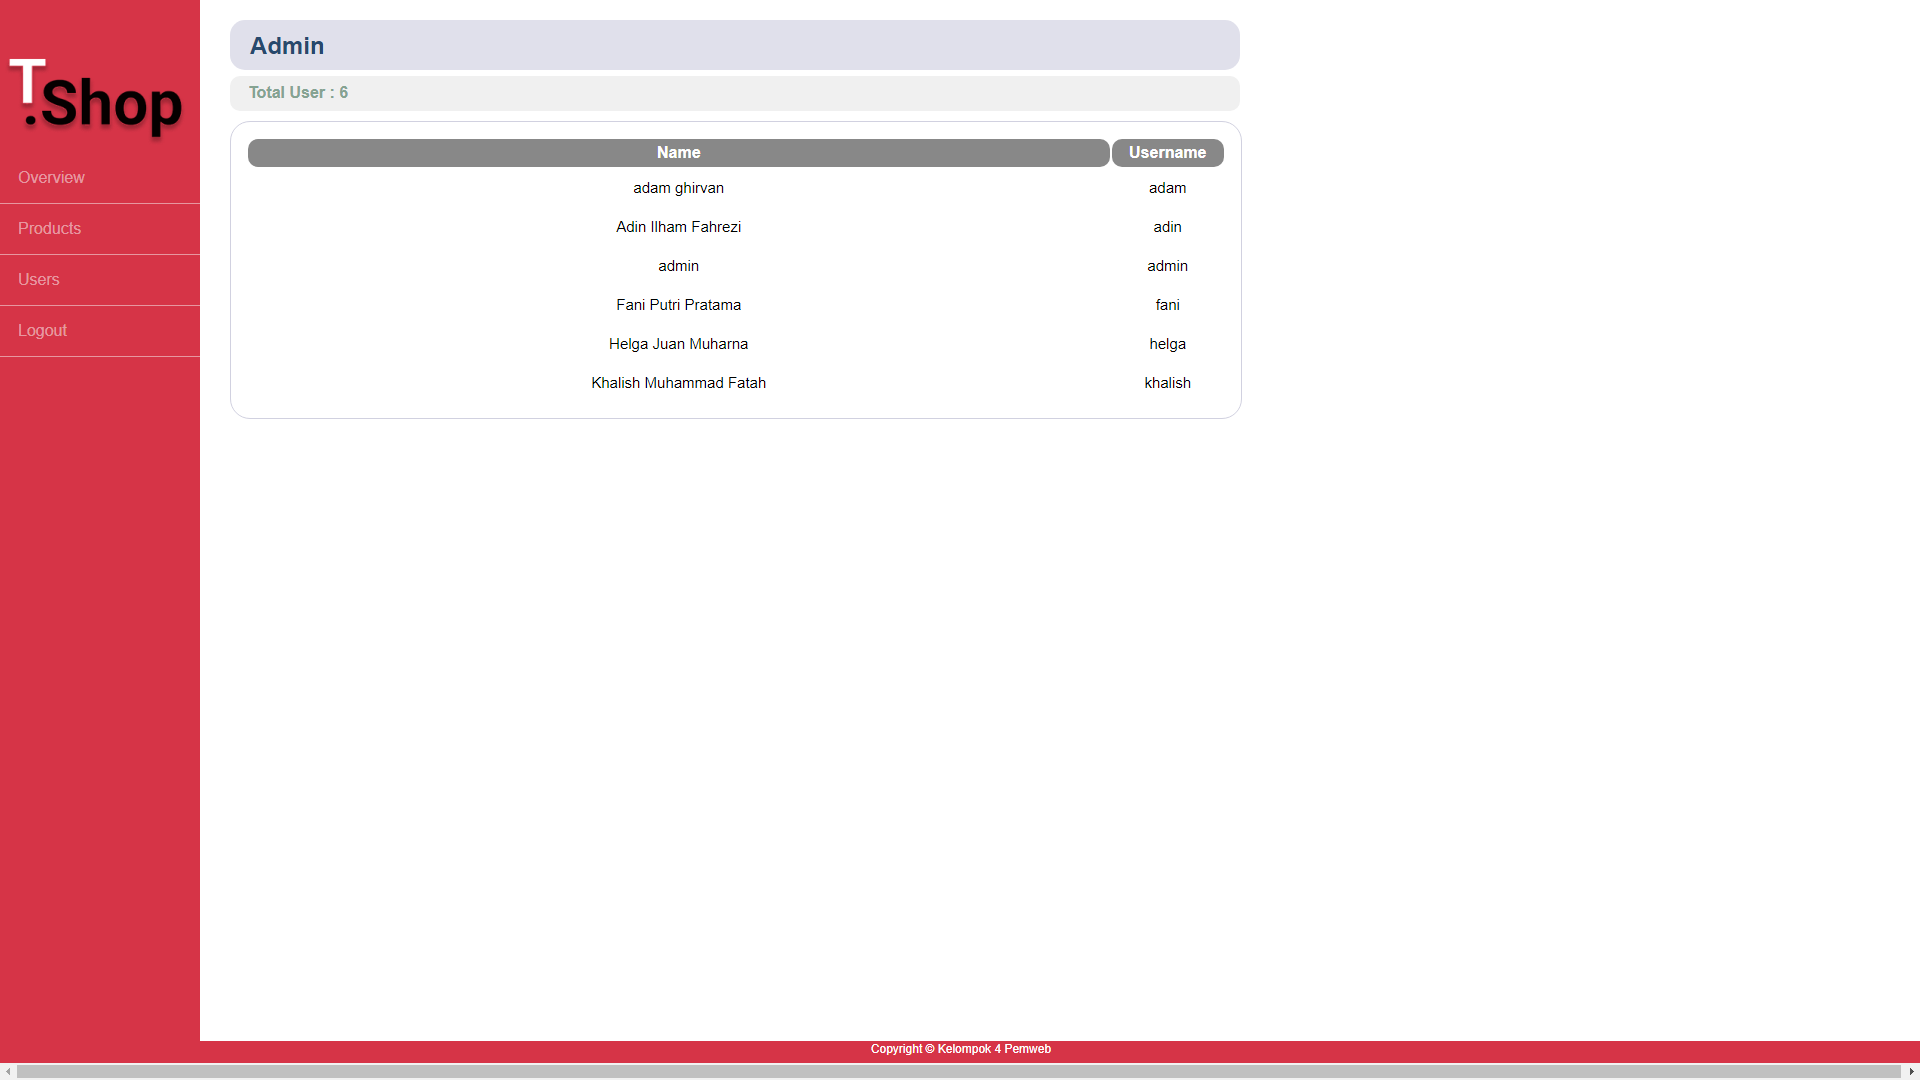 T.Shop
Overview
Products
Users
Logout
Admin
Total User : 6
Name Username
adam ghirvan adam
Adin Ilham Fahrezi adin
admin admin
Fani Putri Pratama fani
Helga Juan Muharna helga
Khalish Muhammad Fatah khalish
Copyright © Kelompok 4 Pemweb